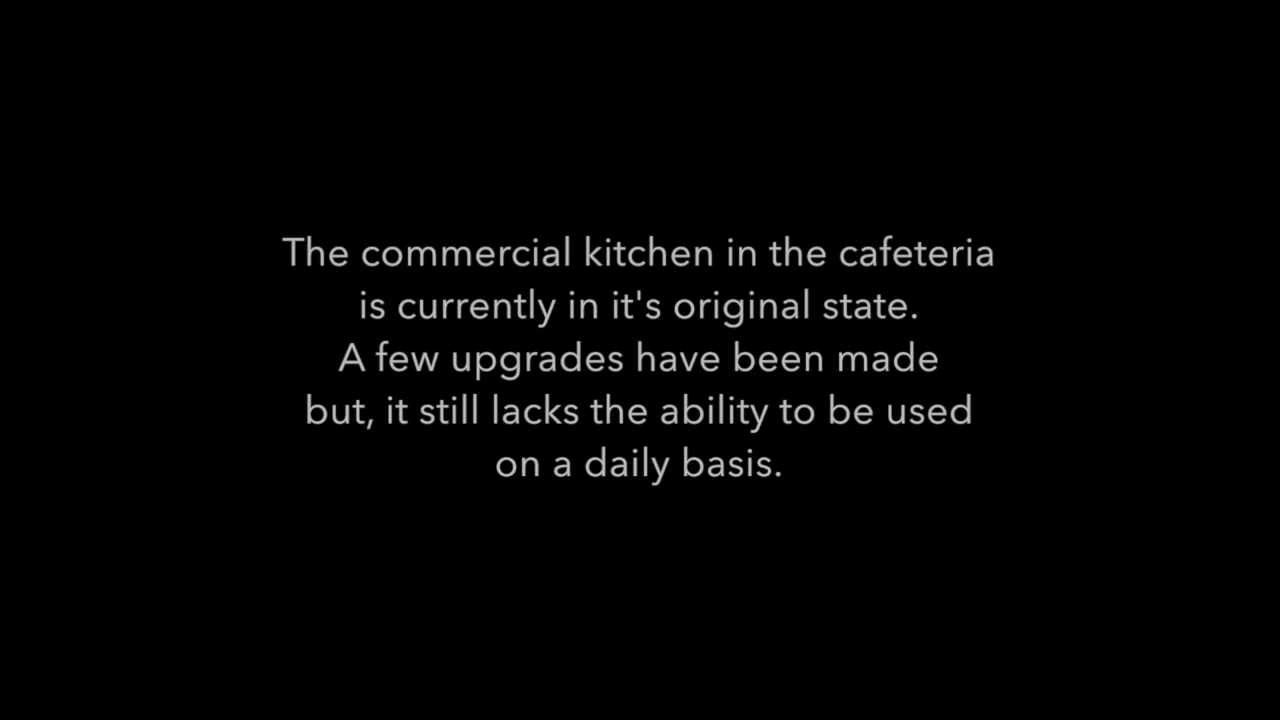 The commercial kitchen in the cafeteria
is currently in it's original state.
A few upgrades have been made
but, it still lacks the ability to be used
on a daily basis.